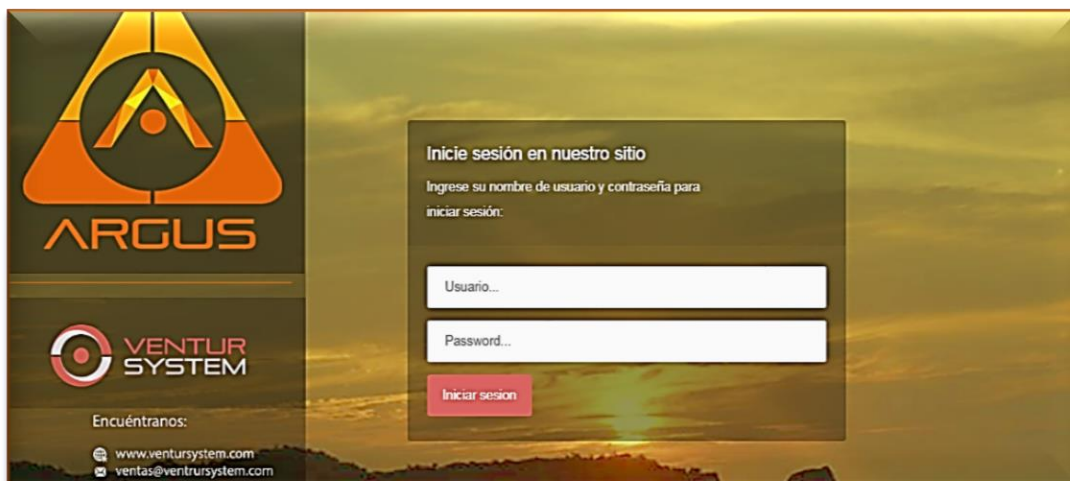 ARGUS
VENTUR
SYSTEM
Encuéntranos:
www.ventursystem.com
ventas@ventrursystem.com
Inicie sesión en nuestro sitio
Ingrese su nombre de usuario y contraseña para
iniciar sesión:
Usuario...
Password...
Iniciar sesion